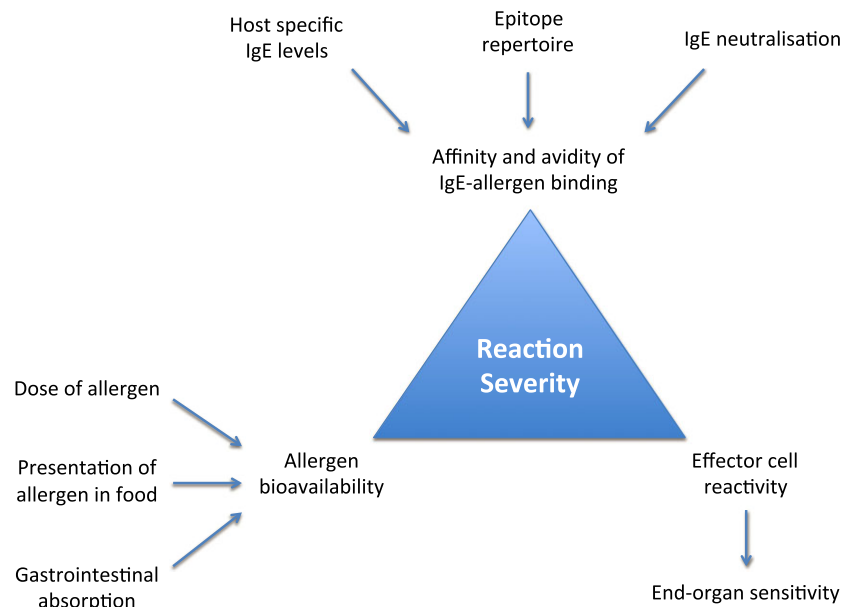 Host specific
IgE levels
Epitope
repertoire
IgE neutralisation
Affinity and avidity of
IgE-allergen binding
Reaction
Severity
Dose of allergen
Presentation of
allergen in food
Gastrointestinal
absorption
Allergen
bioavailability
Effector cell
reactivity
End-organ sensitivity